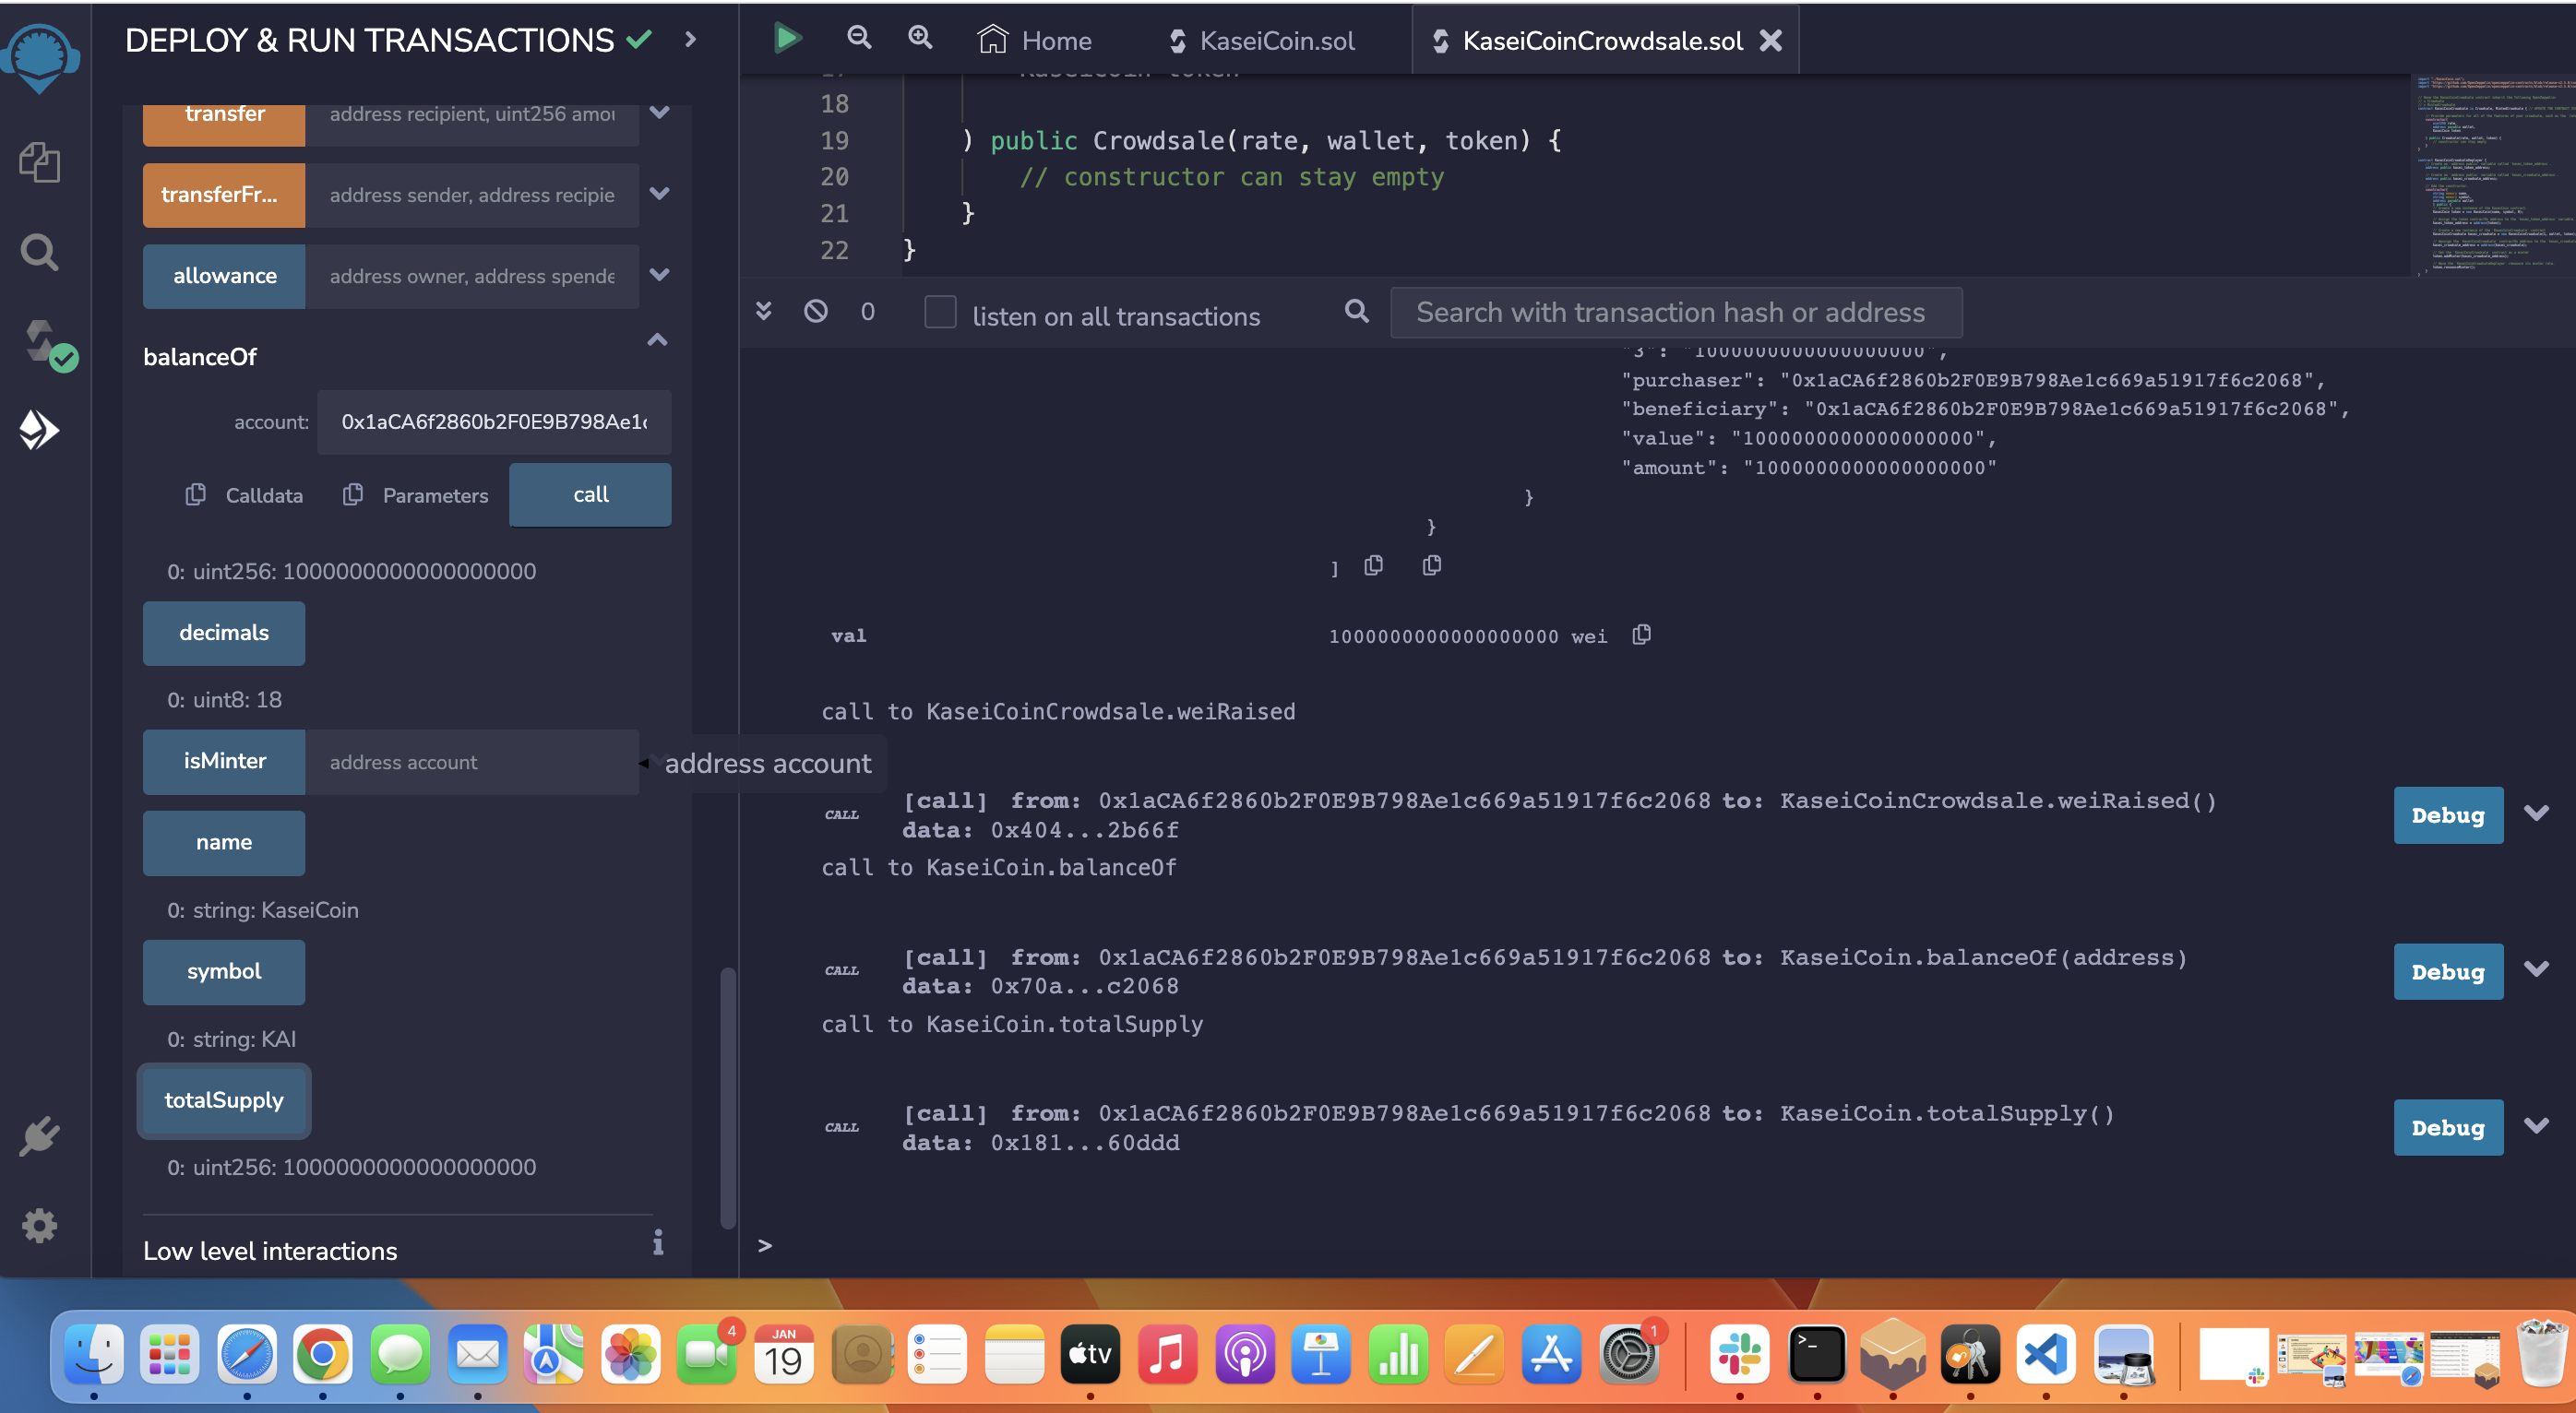 DEPLOY & RUN TRANSACTIONS
transfer
address recipient, uint256 amou
transferFr...
address sender, address recipie
allowance
address owner, address spende
balanceOf
account:
0x1aCA6f2860b2F0E9B798Ae1c
Calldata
Parameters
call
0: uint256: 1000000000000000000
decimals
0: uint8: 18
isMinter
address account
address account
name
0: string: KaseiCoin
symbol
0: string: KAI
totalSupply
0: uint256: 1000000000000000000
Low level interactions
Home
KaseiCoin.sol
KaseiCoinCrowdsale.sol
KaseiCoin token
18
19 ) public Crowdsale(rate, wallet, token) {
20 // constructor can stay empty
21 }
22 }
0
listen on all transactions
Search with transaction hash or address
"3": "1000000000000000000",
"purchaser": "0x1aCA6f2860b2F0E9B798Ae1c669a51917f6c2068",
"beneficiary": "0x1aCA6f2860b2F0E9B798Ae1c669a51917f6c2068",
"value": "1000000000000000000",
"amount": "1000000000000000000"
}
}
]
val 1000000000000000000 wei
call to KaseiCoinCrowdsale.weiRaised
CALL [call] from: 0x1aCA6f2860b2F0E9B798Ae1c669a51917f6c2068 to: KaseiCoinCrowdsale.weiRaised()
data: 0x404...2b66f
Debug
call to KaseiCoin.balanceOf
CALL [call] from: 0x1aCA6f2860b2F0E9B798Ae1c669a51917f6c2068 to: KaseiCoin.balanceOf(address)
data: 0x70a...c2068
Debug
call to KaseiCoin.totalSupply
CALL [call] from: 0x1aCA6f2860b2F0E9B798Ae1c669a51917f6c2068 to: KaseiCoin.totalSupply()
data: 0x181...60ddd
Debug
>
4
JAN
19
tv
1
>_